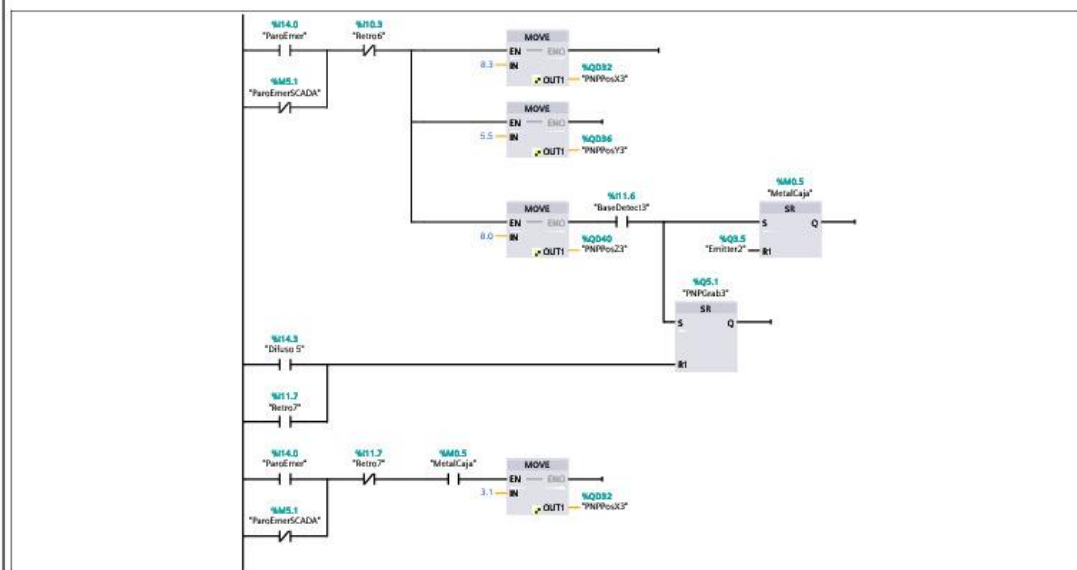 %I14.0
"ParoEmer"
%I10.3
"Retro6"
MOVE
EN ENO
8.3 IN
%QD32
OUT1 "PNPPosX3"
%M5.1
"ParoEmerSCADA"
MOVE
EN ENO
5.5 IN
%QD36
OUT1 "PNPPosY3"
MOVE
EN ENO
8.0 IN
%QD40
OUT1 "PNPPosZ3"
%I11.6
"BaseDetect3"
%M0.5
"MetalCaja"
SR
S Q
%Q3.5
"Emitter2" R1
%Q5.1
"PNPGrab3"
SR
S Q
R1
%I14.3
"Difuso 5"
%I11.7
"Retro7"
%I14.0
"ParoEmer"
%I11.7
"Retro7"
%M0.5
"MetalCaja"
MOVE
EN ENO
3.1 IN
%QD32
OUT1 "PNPPosX3"
%M5.1
"ParoEmerSCADA"